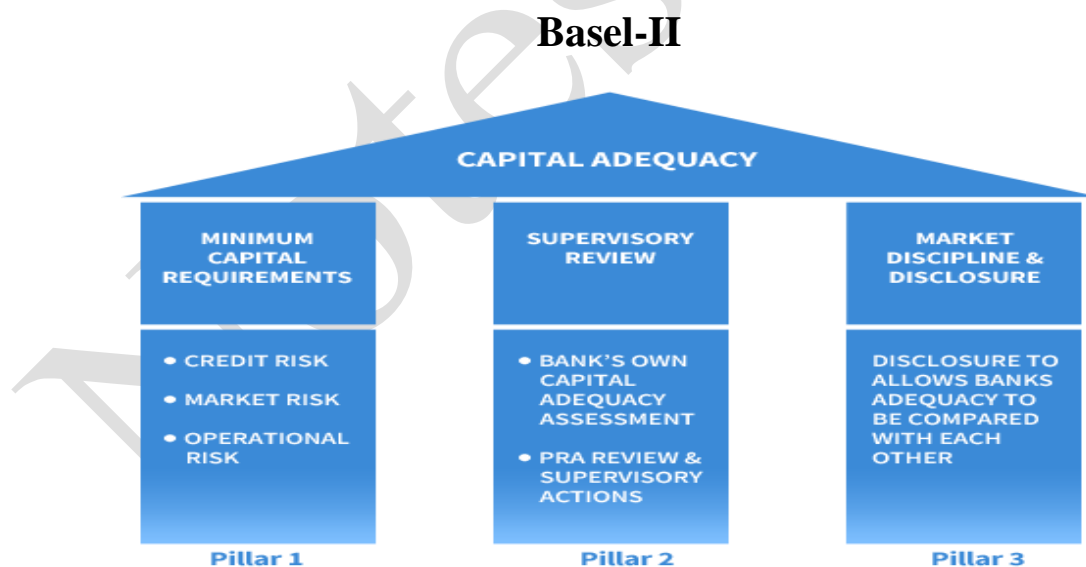 Basel-II
CAPITAL ADEQUACY
MINIMUM
CAPITAL
REQUIREMENTS
• CREDIT RISK
• MARKET RISK
• OPERATIONAL
RISK
Pillar 1
SUPERVISORY
REVIEW
• BANK'S OWN
CAPITAL
ADEQUACY
ASSESSMENT
• PRA REVIEW &
SUPERVISORY
ACTIONS
Pillar 2
MARKET
DISCIPLINE &
DISCLOSURE
DISCLOSURE TO
ALLOWS BANKS
ADEQUACY TO
BE COMPARED
WITH EACH
OTHER
Pillar 3
Notes